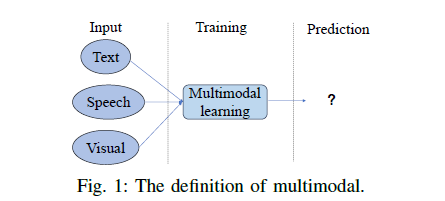 Input Training Prediction
Text
Speech
Visual
Multimodal
learning
?
Fig. 1: The definition of multimodal.